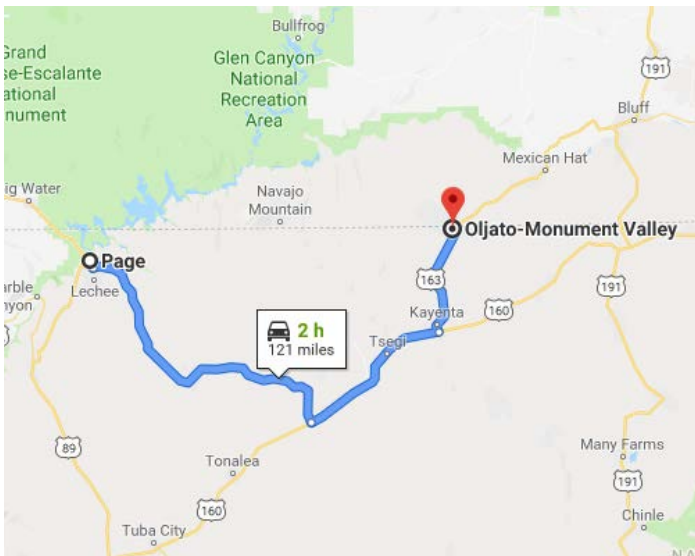 Bullfrog
Grand
se-Escalante
ational
nument
Glen Canyon
National
Recreation
Area
191
Bluff
Mexican Hat
ig Water
Navajo
Mountain
Oljato-Monument Valley
Page
Lechee
arble
nyon
163
191
160
Kayenta
2 h
121 miles
Tsegi
89
Tonalea
Many Farms
191
160
Tuba City
Chinle